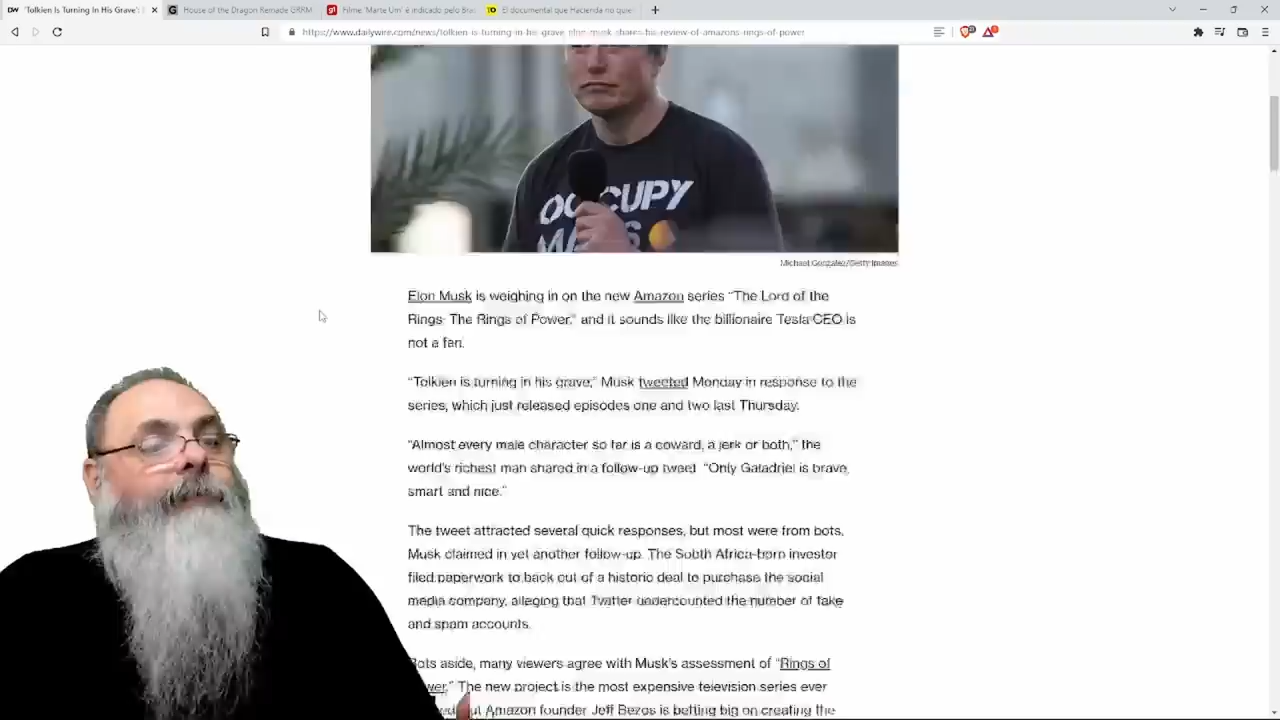 'Tolkien Is Turning In His Grave':
House of the Dragon Remade GRRM
Filme 'Marte Um' é indicado pelo Bras
El documental que Hacienda no quie
https://www.dailywire.com/news/tolkien-is-turning-in-his-grave-elon-musk-shares-his-review-of-amazons-rings-of-power
OCCUPY
MARS
Michael Gonzalez/Getty Images
Elon Musk is weighing in on the new Amazon series “The Lord of the
Rings: The Rings of Power,” and it sounds like the billionaire Tesla CEO is
not a fan.
“Tolkien is turning in his grave,” Musk tweeted Monday in response to the
series, which just released episodes one and two last Thursday.
“Almost every male character so far is a coward, a jerk or both,” the
world’s richest man shared in a follow-up tweet. “Only Galadriel is brave,
smart and nice.”
The tweet attracted several quick responses, but most were from bots,
Musk claimed in yet another follow-up. The South Africa-born investor
filed paperwork to back out of a historic deal to purchase the social
media company, alleging that Twitter undercounted the number of fake
and spam accounts.
Bots aside, many viewers agree with Musk’s assessment of “Rings of
The new project is the most expensive television series ever
Amazon founder Jeff Bezos is betting big on creating the